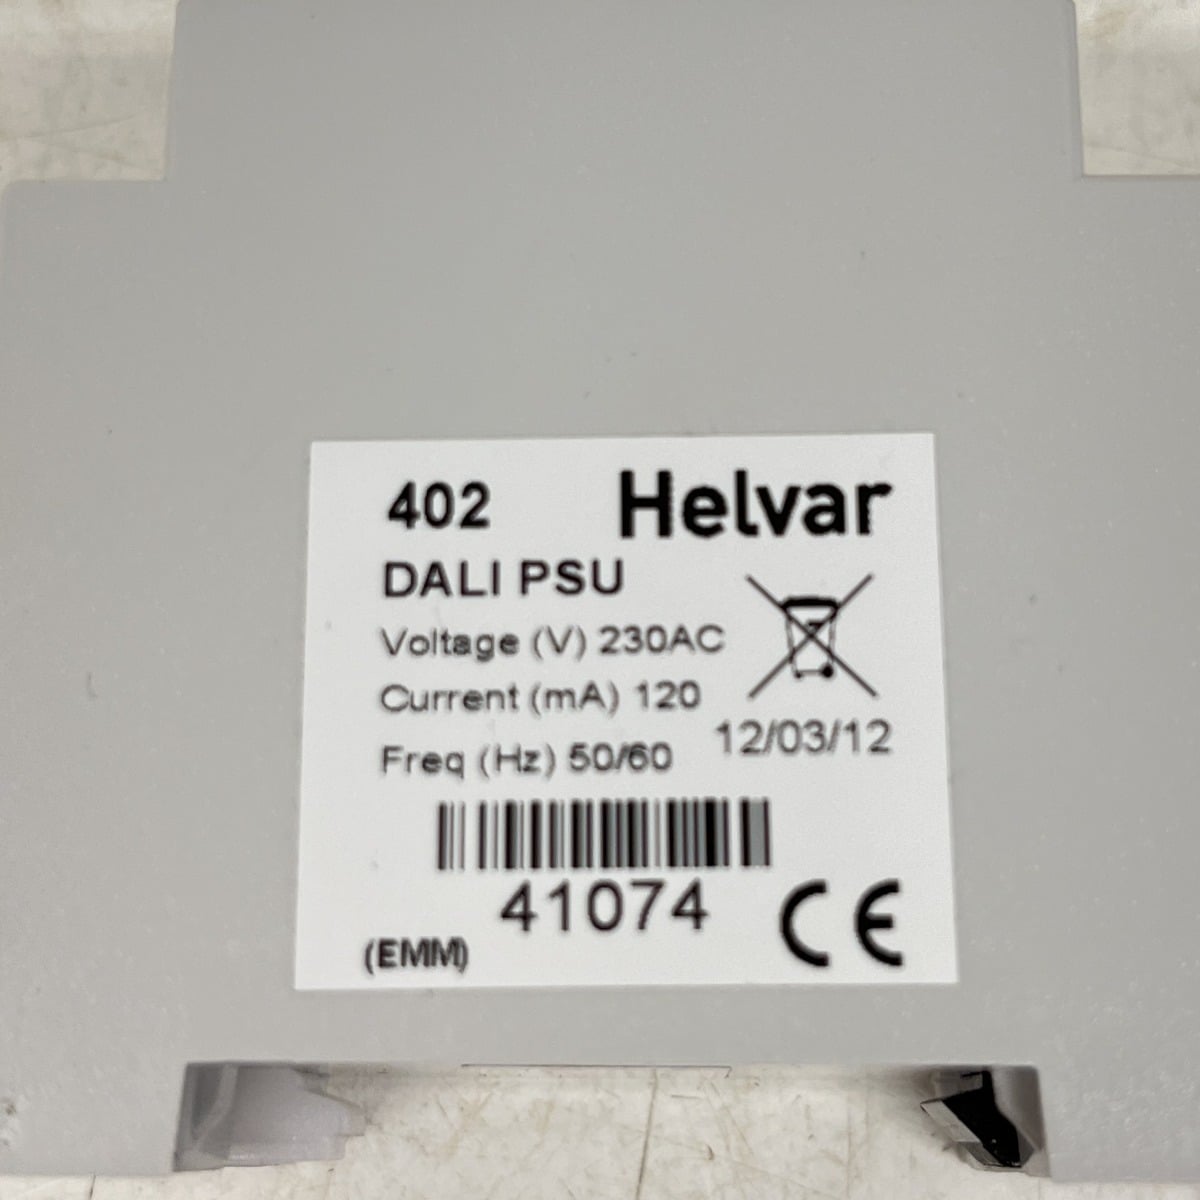 402 Helvar
DALI PSU
Voltage (V) 230AC
Current (mA) 120
Freq (Hz) 50/60
12/03/12
41074
(EMM)
CE